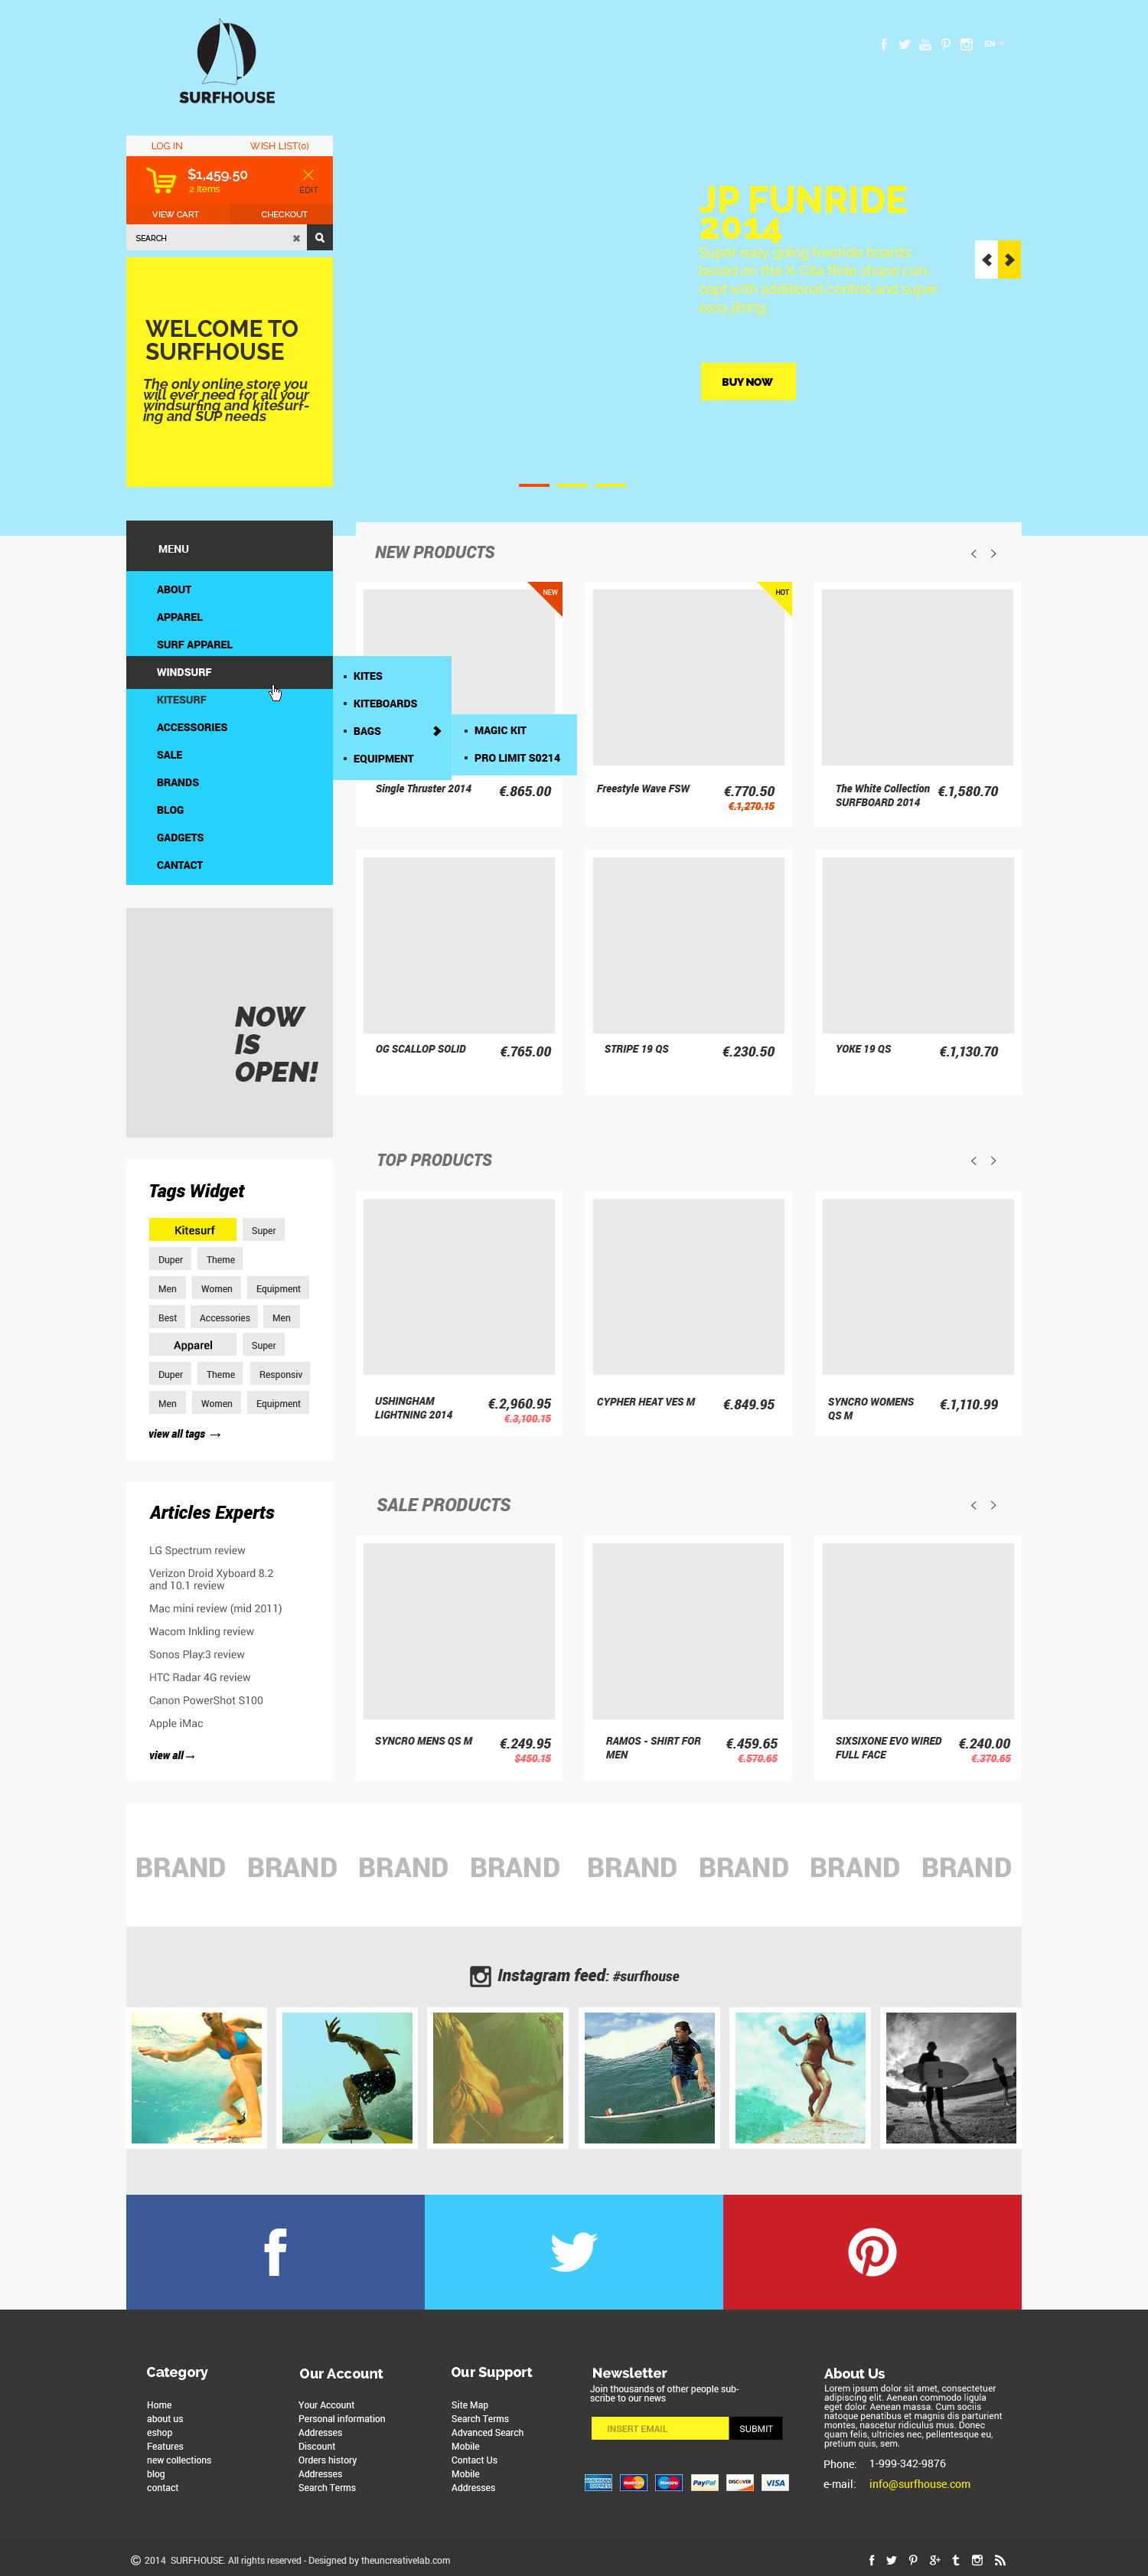 SURFHOUSE
EN
LOG IN
WISH LIST(0)
$1,459.50
2 items
EDIT
VIEW CART
CHECKOUT
SEARCH
WELCOME TO
SURFHOUSE
The only online store you
will ever need for all your
windsurfing and kitesurf-
ing and SUP needs
JP FUNRIDE
2014
Super easy going freeride boards
based on the X-Cite Ride shape con-
cept with additional control and super
easy jibing.
BUY NOW
MENU
ABOUT
APPAREL
SURF APPAREL
WINDSURF
KITESURF
ACCESSORIES
SALE
BRANDS
BLOG
GADGETS
CANTACT
KITES
KITEBOARDS
BAGS
EQUIPMENT
MAGIC KIT
PRO LIMIT S0214
NEW PRODUCTS
NEW
HOT
Single Thruster 2014
€.865.00
Freestyle Wave FSW
€.770.50
€.1,270.15
The White Collection
SURFBOARD 2014
€.1,580.70
OG SCALLOP SOLID
€.765.00
STRIPE 19 QS
€.230.50
YOKE 19 QS
€.1,130.70
NOW
IS
OPEN!
TOP PRODUCTS
USHINGHAM
LIGHTNING 2014
€.2,960.95
€.3,100.15
CYPHER HEAT VES M
€.849.95
SYNCRO WOMENS
QS M
€.1,110.99
Tags Widget
Kitesurf
Super
Duper
Theme
Men
Women
Equipment
Best
Accessories
Men
Apparel
Super
Duper
Theme
Responsiv
Men
Women
Equipment
view all tags →
SALE PRODUCTS
SYNCRO MENS QS M
€.249.95
$450.15
RAMOS - SHIRT FOR
MEN
€.459.65
€.570.65
SIXSIXONE EVO WIRED
FULL FACE
€.240.00
€.370.65
Articles Experts
LG Spectrum review
Verizon Droid Xyboard 8.2
and 10.1 review
Mac mini review (mid 2011)
Wacom Inkling review
Sonos Play:3 review
HTC Radar 4G review
Canon PowerShot S100
Apple iMac
view all→
BRAND BRAND BRAND BRAND BRAND BRAND BRAND BRAND
Instagram feed: #surfhouse
Category
Home
about us
eshop
Features
new collections
blog
contact
Our Account
Your Account
Personal information
Addresses
Discount
Orders history
Addresses
Search Terms
Our Support
Site Map
Search Terms
Advanced Search
Mobile
Contact Us
Mobile
Addresses
Newsletter
Join thousands of other people sub-
scribe to our news
INSERT EMAIL
SUBMIT
AMERICAN EXPRESS
MasterCard
Maestro
PayPal
DISCOVER
VISA
About Us
Lorem ipsum dolor sit amet, consectetuer
adipiscing elit. Aenean commodo ligula
eget dolor. Aenean massa. Cum sociis
natoque penatibus et magnis dis parturient
montes, nascetur ridiculus mus. Donec
quam felis, ultricies nec, pellentesque eu,
pretium quis, sem.
Phone: 1-999-342-9876
e-mail: info@surfhouse.com
© 2014 SURFHOUSE. All rights reserved - Designed by theuncreativelab.com